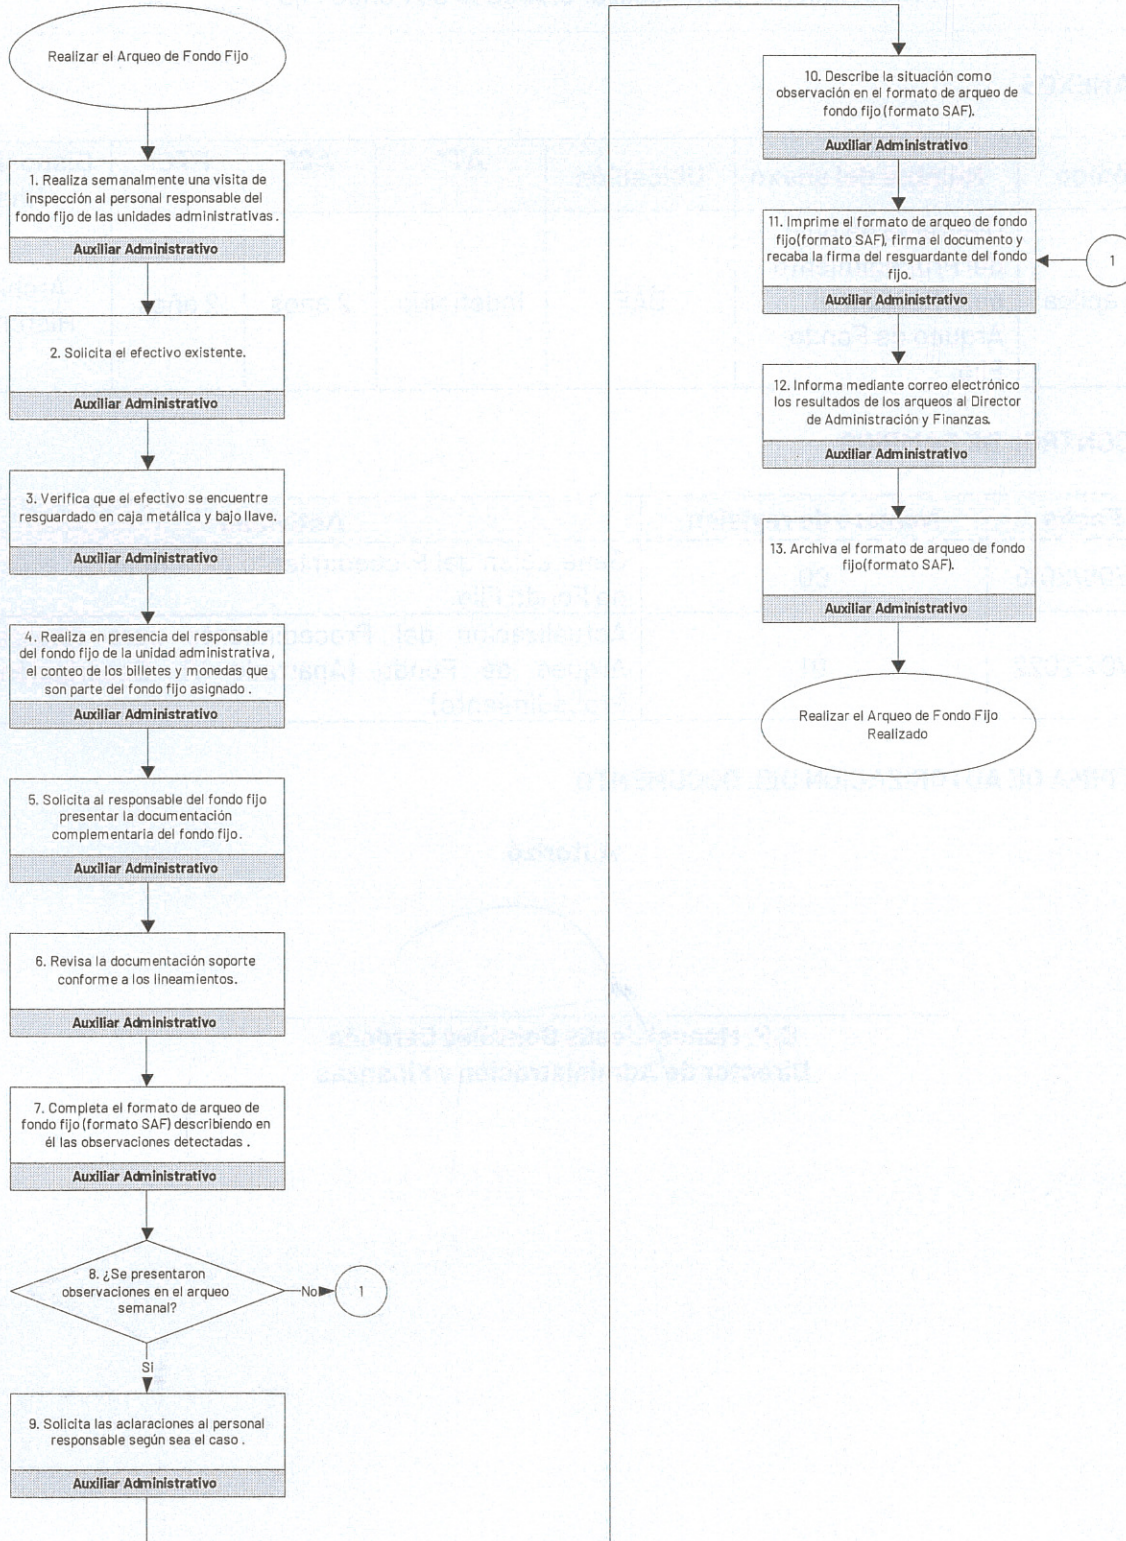 Realizar el Arqueo de Fondo Fijo
1. Realiza semanalmente una visita de
inspección al personal responsable del
fondo fijo de las unidades administrativas .
Auxiliar Administrativo
2. Solicita el efectivo existente.
Auxiliar Administrativo
3. Verifica que el efectivo se encuentre
resguardado en caja metálica y bajo llave.
Auxiliar Administrativo
4. Realiza en presencia del responsable
del fondo fijo de la unidad administrativa,
el conteo de los billetes y monedas que
son parte del fondo fijo asignado .
Auxiliar Administrativo
5. Solicita al responsable del fondo fijo
presentar la documentación
complementaria del fondo fijo.
Auxiliar Administrativo
6. Revisa la documentación soporte
conforme a los lineamientos.
Auxiliar Administrativo
7. Completa el formato de arqueo de
fondo fijo (formato SAF) describiendo en
él las observaciones detectadas .
Auxiliar Administrativo
8. ¿Se presentaron
observaciones en el arqueo
semanal?
No
1
Si
9. Solicita las aclaraciones al personal
responsable según sea el caso .
Auxiliar Administrativo
10. Describe la situación como
observación en el formato de arqueo de
fondo fijo (formato SAF).
Auxiliar Administrativo
11. Imprime el formato de arqueo de fondo
fijo(formato SAF), firma el documento y
recaba la firma del resguardante del fondo
fijo.
Auxiliar Administrativo
1
12. Informa mediante correo electrónico
los resultados de los arqueos al Director
de Administración y Finanzas.
Auxiliar Administrativo
13. Archiva el formato de arqueo de fondo
fijo(formato SAF).
Auxiliar Administrativo
Realizar el Arqueo de Fondo Fijo
Realizado